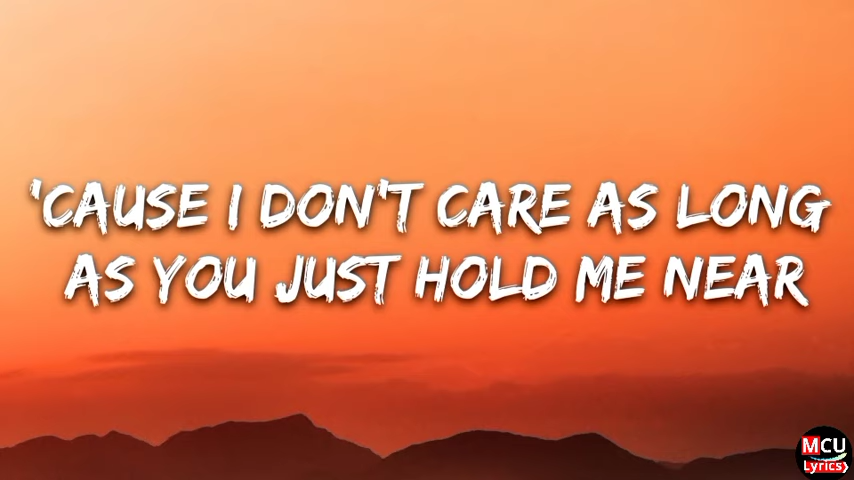 'CAUSE I DON'T CARE AS LONG
AS YOU JUST HOLD ME NEAR
MCU
Lyrics